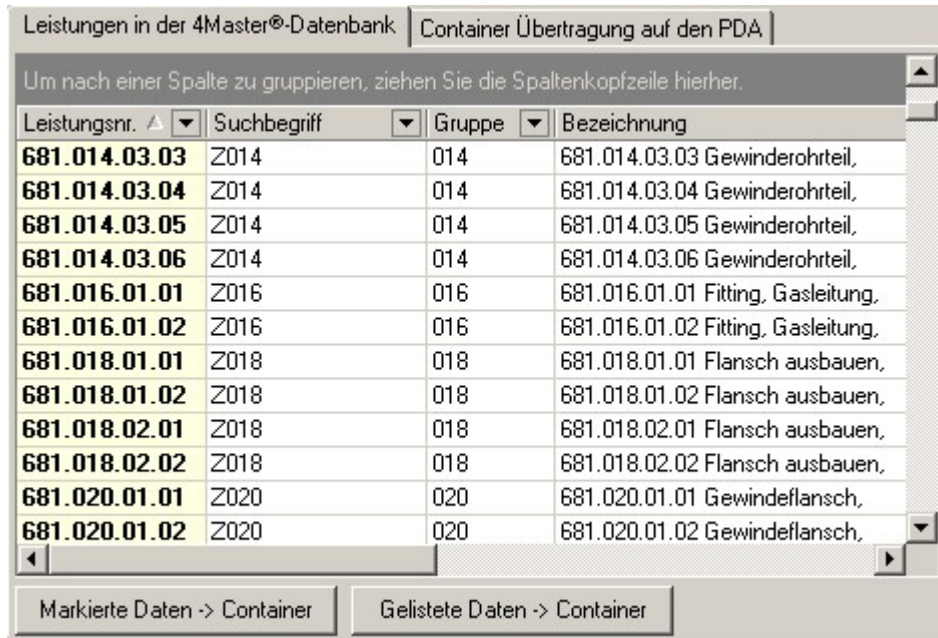 Leistungen in der 4Master®-Datenbank Container Übertragung auf den PDA
Um nach einer Spalte zu gruppieren, ziehen Sie die Spaltenkopfzeile hierher.
Leistungsnr. Suchbegriff Gruppe Bezeichnung
681.014.03.03 Z014 014 681.014.03.03 Gewinderohrteil,
681.014.03.04 Z014 014 681.014.03.04 Gewinderohrteil,
681.014.03.05 Z014 014 681.014.03.05 Gewinderohrteil,
681.014.03.06 Z014 014 681.014.03.06 Gewinderohrteil,
681.016.01.01 Z016 016 681.016.01.01 Fitting, Gasleitung,
681.016.01.02 Z016 016 681.016.01.02 Fitting, Gasleitung,
681.018.01.01 Z018 018 681.018.01.01 Flansch ausbauen,
681.018.01.02 Z018 018 681.018.01.02 Flansch ausbauen,
681.018.02.01 Z018 018 681.018.02.01 Flansch ausbauen,
681.018.02.02 Z018 018 681.018.02.02 Flansch ausbauen,
681.020.01.01 Z020 020 681.020.01.01 Gewindeflansch,
681.020.01.02 Z020 020 681.020.01.02 Gewindeflansch,
Markierte Daten -> Container Gelistete Daten -> Container